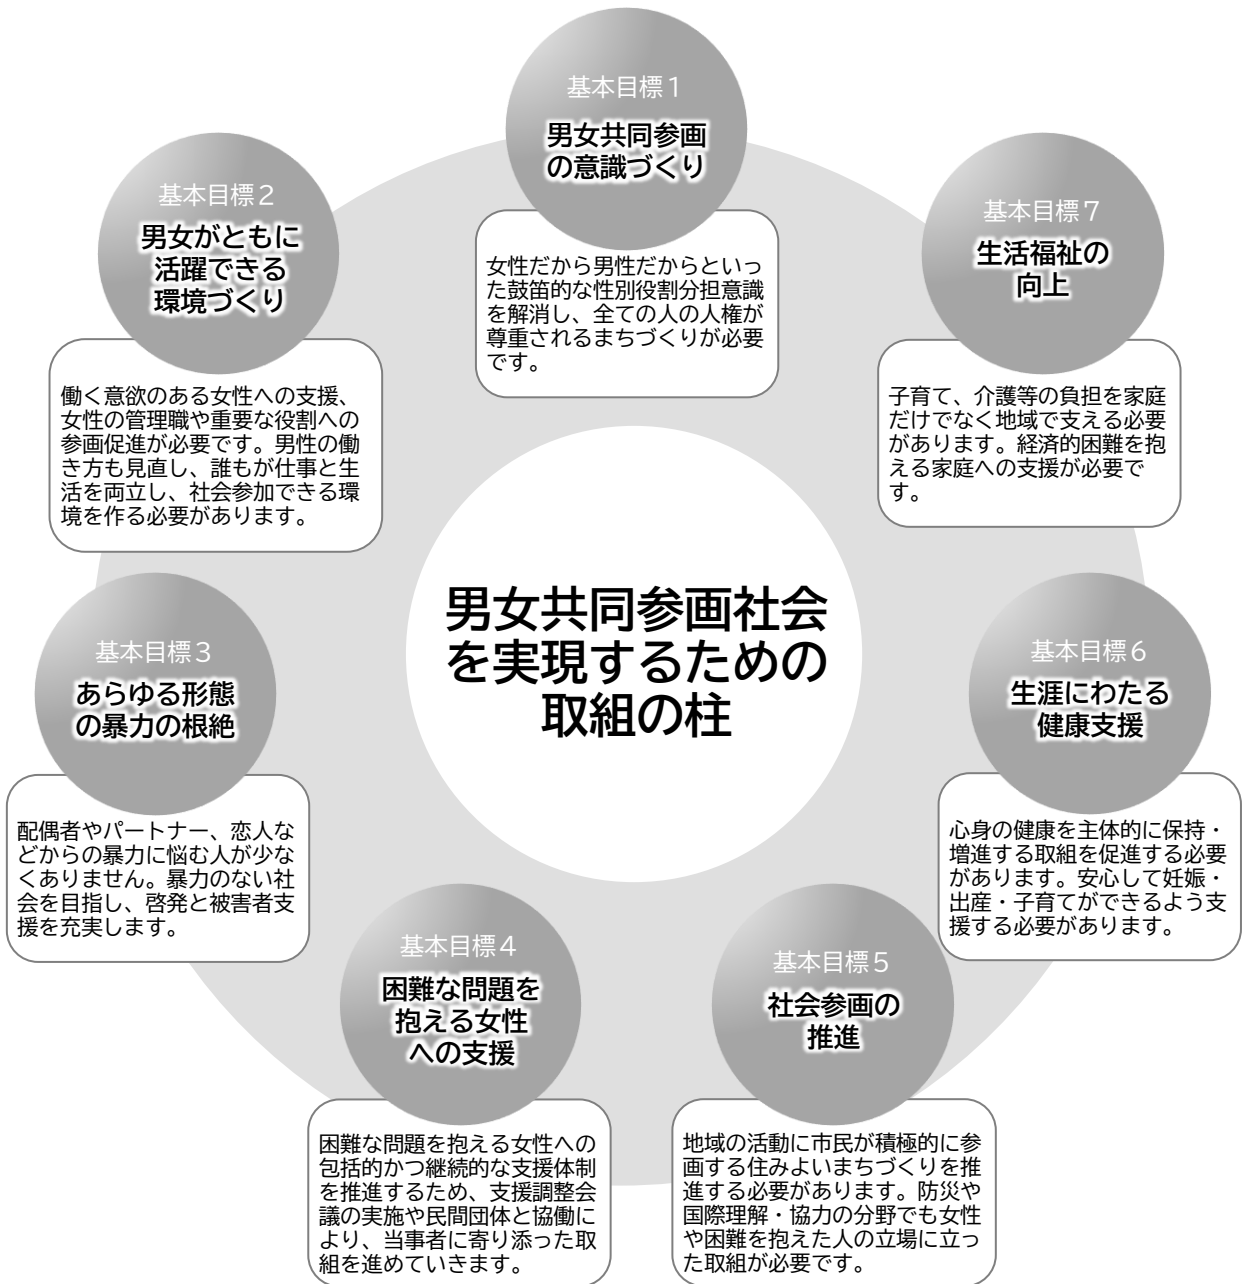 基本目標１
男女共同参画
の意識づくり
女性だから男性だからといっ
た鼓笛的な性別役割分担意識
を解消し、全ての人の人権が
尊重されるまちづくりが必要
です。
基本目標２
男女がともに
活躍できる
環境づくり
働く意欲のある女性への支援、
女性の管理職や重要な役割への
参画促進が必要です。男性の働
き方も見直し、誰もが仕事と生
活を両立し、社会参加できる環
境を作る必要があります。
基本目標３
あらゆる形態
の暴力の根絶
配偶者やパートナー、恋人な
どからの暴力に悩む人が少な
くありません。暴力のない社
会を目指し、啓発と被害者支
援を充実します。
基本目標４
困難な問題を
抱える女性
への支援
困難な問題を抱える女性への
包括的かつ継続的な支援体制
を推進するため、支援調整会
議の実施や民間団体と協働に
より、当事者に寄り添った取
組を進めていきます。
基本目標５
社会参画の
推進
地域の活動に市民が積極的に参
画する住みよいまちづくりを推
進する必要があります。防災や
国際理解・協力の分野でも女性
や困難を抱えた人の立場に立っ
た取組が必要です。
基本目標６
生涯にわたる
健康支援
心身の健康を主体的に保持・
増進する取組を促進する必要
があります。安心して妊娠・
出産・子育てができるよう支
援する必要があります。
基本目標７
生活福祉の
向上
子育て、介護等の負担を家庭
だけでなく地域で支える必要
があります。経済的困難を抱
える家庭への支援が必要で
す。
男女共同参画社会
を実現するための
取組の柱